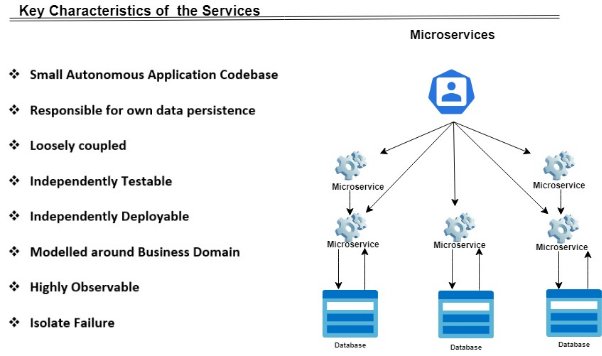 Key Characteristics of the Services
Microservices
❖ Small Autonomous Application Codebase
❖ Responsible for own data persistence
❖ Loosely coupled
❖ Independently Testable
❖ Independently Deployable
❖ Modelled around Business Domain
❖ Highly Observable
❖ Isolate Failure
Microservice
Microservice
Microservice
Microservice
Microservice
Database
Database
Database